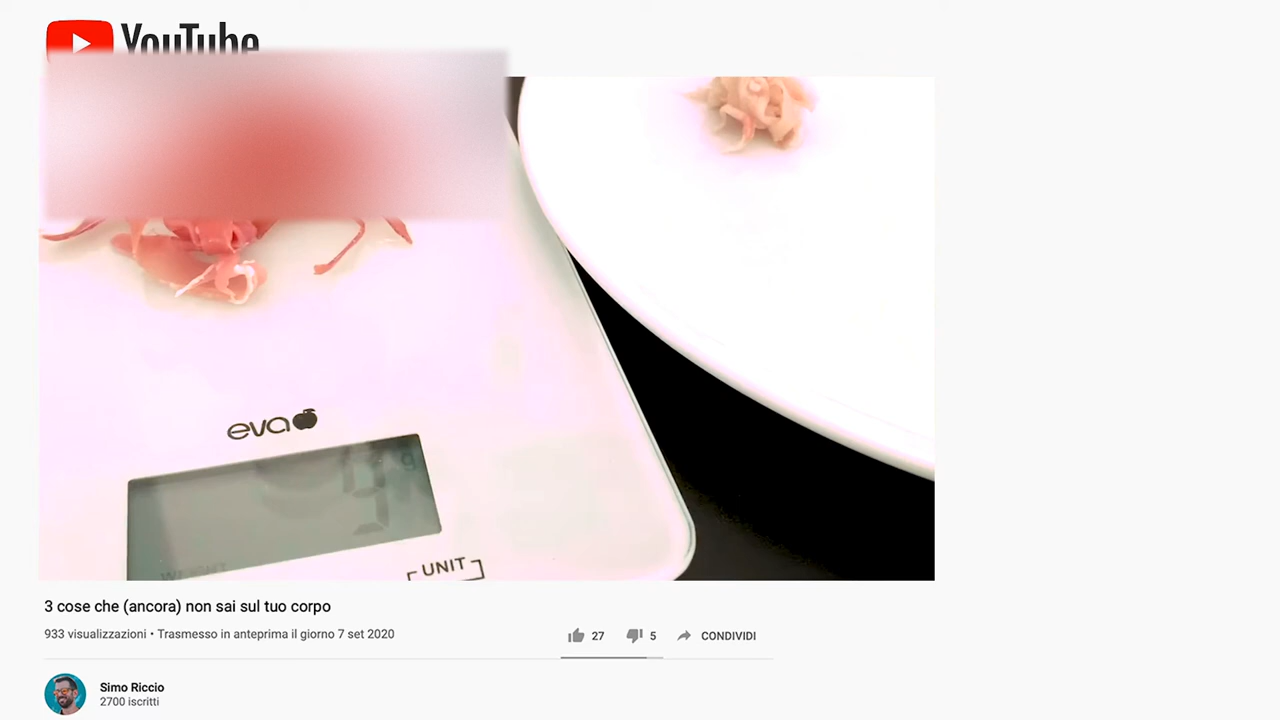 YouTube
eva
g
WEIGHT
UNIT
3 cose che (ancora) non sai sul tuo corpo
933 visualizzazioni • Trasmesso in anteprima il giorno 7 set 2020
27
5
CONDIVIDI
Simo Riccio
2700 iscritti